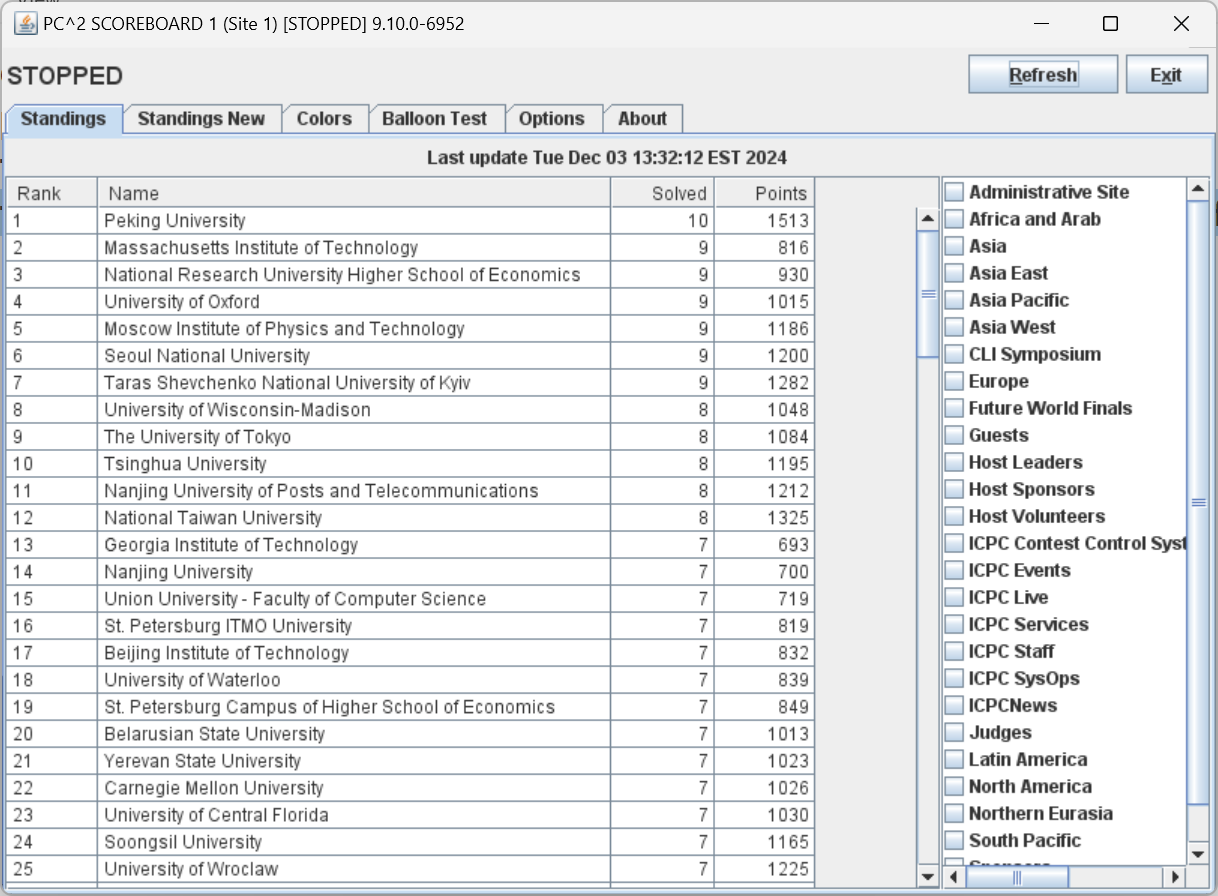 PC^2 SCOREBOARD 1 (Site 1) [STOPPED] 9.10.0-6952
STOPPED
Refresh Exit
Standings Standings New Colors Balloon Test Options About
Last update Tue Dec 03 13:32:12 EST 2024
Rank Name Solved Points
1 Peking University 10 1513
2 Massachusetts Institute of Technology 9 816
3 National Research University Higher School of Economics 9 930
4 University of Oxford 9 1015
5 Moscow Institute of Physics and Technology 9 1186
6 Seoul National University 9 1200
7 Taras Shevchenko National University of Kyiv 9 1282
8 University of Wisconsin-Madison 8 1048
9 The University of Tokyo 8 1084
10 Tsinghua University 8 1195
11 Nanjing University of Posts and Telecommunications 8 1212
12 National Taiwan University 8 1325
13 Georgia Institute of Technology 7 693
14 Nanjing University 7 700
15 Union University - Faculty of Computer Science 7 719
16 St. Petersburg ITMO University 7 819
17 Beijing Institute of Technology 7 832
18 University of Waterloo 7 839
19 St. Petersburg Campus of Higher School of Economics 7 849
20 Belarusian State University 7 1013
21 Yerevan State University 7 1023
22 Carnegie Mellon University 7 1026
23 University of Central Florida 7 1030
24 Soongsil University 7 1165
25 University of Wroclaw 7 1225
Administrative Site
Africa and Arab
Asia
Asia East
Asia Pacific
Asia West
CLI Symposium
Europe
Future World Finals
Guests
Host Leaders
Host Sponsors
Host Volunteers
ICPC Contest Control Syst
ICPC Events
ICPC Live
ICPC Services
ICPC Staff
ICPC SysOps
ICPCNews
Judges
Latin America
North America
Northern Eurasia
South Pacific